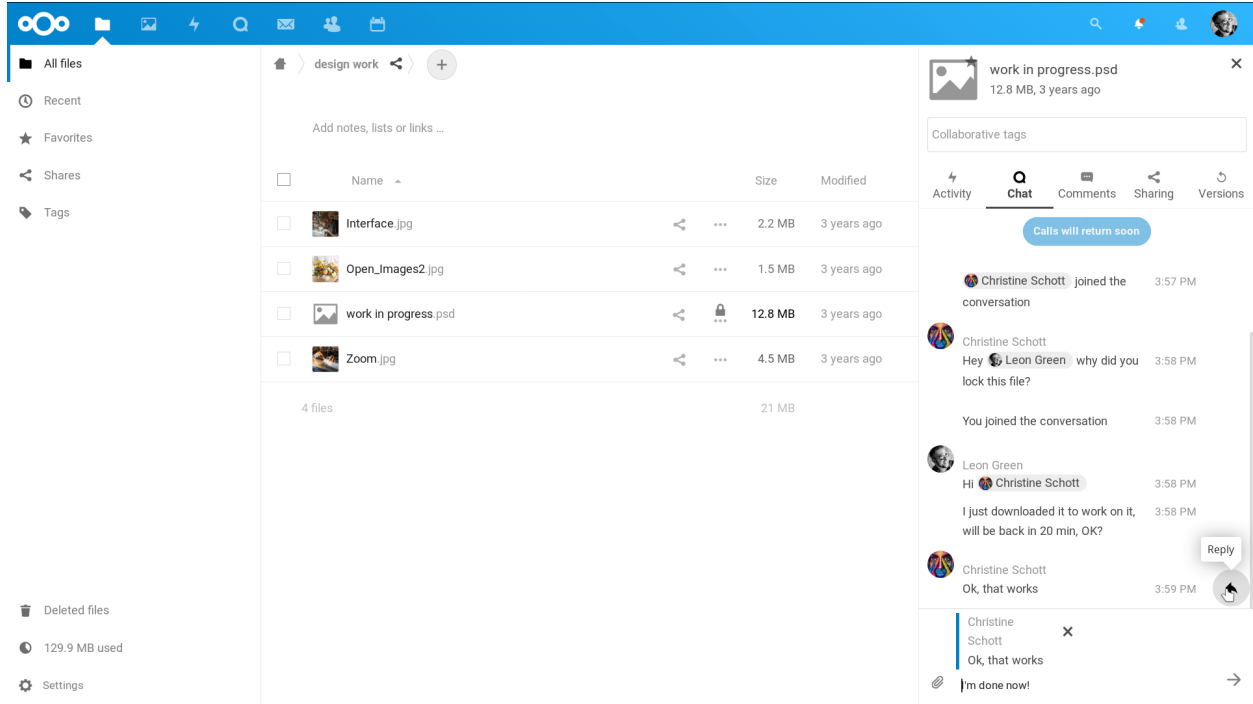 All files
Recent
Favorites
Shares
Tags
Deleted files
129.9 MB used
Settings
design work
Add notes, lists or links ...
Name Size Modified
Interface.jpg 2.2 MB 3 years ago
Open_Images2.jpg 1.5 MB 3 years ago
work in progress.psd 12.8 MB 3 years ago
Zoom.jpg 4.5 MB 3 years ago
4 files 21 MB
work in progress.psd
12.8 MB, 3 years ago
Collaborative tags
Activity Chat Comments Sharing Versions
Calls will return soon
Christine Schott joined the 3:57 PM
conversation
Christine Schott
Hey Leon Green why did you 3:58 PM
lock this file?
You joined the conversation 3:58 PM
Leon Green
Hi Christine Schott 3:58 PM
I just downloaded it to work on it, 3:58 PM
will be back in 20 min, OK?
Reply
Christine Schott
Ok, that works 3:59 PM
Christine
Schott
Ok, that works
I'm done now!